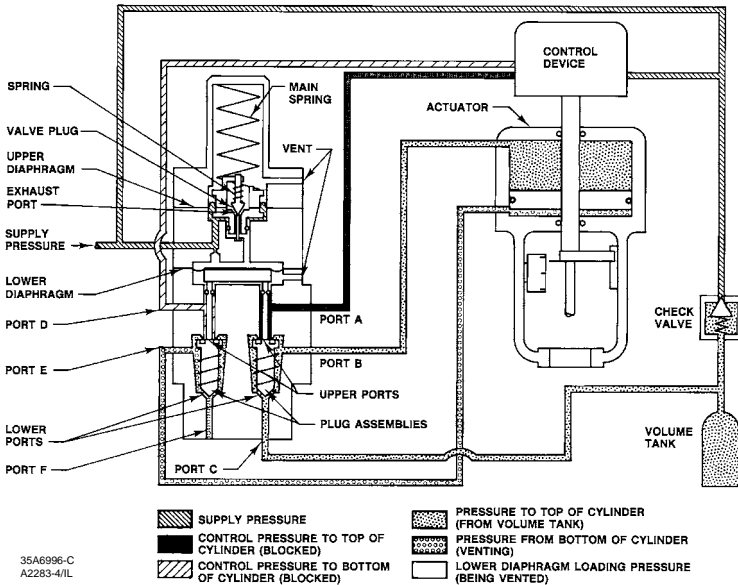 CONTROL
DEVICE
SPRING
MAIN
SPRING
ACTUATOR
VALVE PLUG
VENT
UPPER
DIAPHRAGM
EXHAUST
PORT
SUPPLY
PRESSURE
LOWER
DIAPHRAGM
PORT D
PORT A
CHECK
VALVE
PORT E
PORT B
UPPER PORTS
LOWER
PORTS
PLUG ASSEMBLIES
VOLUME
TANK
PORT F
PORT C
SUPPLY PRESSURE
CONTROL PRESSURE TO TOP OF
CYLINDER (BLOCKED)
CONTROL PRESSURE TO BOTTOM
OF CYLINDER (BLOCKED)
PRESSURE TO TOP OF CYLINDER
(FROM VOLUME TANK)
PRESSURE FROM BOTTOM OF CYLINDER
(VENTING)
LOWER DIAPHRAGM LOADING PRESSURE
(BEING VENTED)
35A6996-C
A2283-4/IL